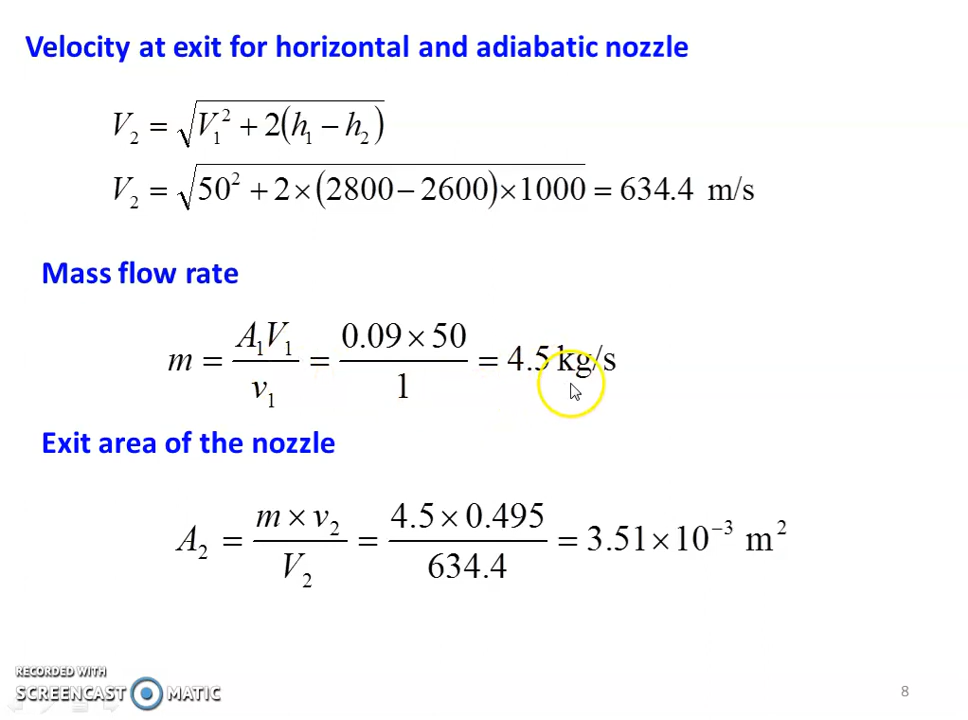 Velocity at exit for horizontal and adiabatic nozzle
V₂ = √(V₁² + 2(h₁ − h₂))
V₂ = √(50² + 2×(2800−2600)×1000) = 634.4 m/s
Mass flow rate
m = A₁V₁/v₁ = 0.09×50/1 = 4.5 kg/s
Exit area of the nozzle
A₂ = m×v₂/V₂ = 4.5×0.495/634.4 = 3.51×10⁻³ m²
RECORDED WITH
SCREENCAST MATIC
8